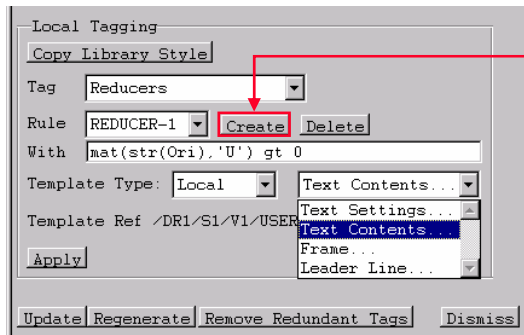 Local Tagging
Copy Library Style
Tag Reducers
Rule REDUCER-1 Create Delete
With mat(str(Ori),'U') gt 0
Template Type: Local Text Contents...
Text Settings...
Template Ref /DR1/S1/V1/USER
Text Contents...
Frame...
Apply
Leader Line...
Update Regenerate Remove Redundant Tags Dismiss